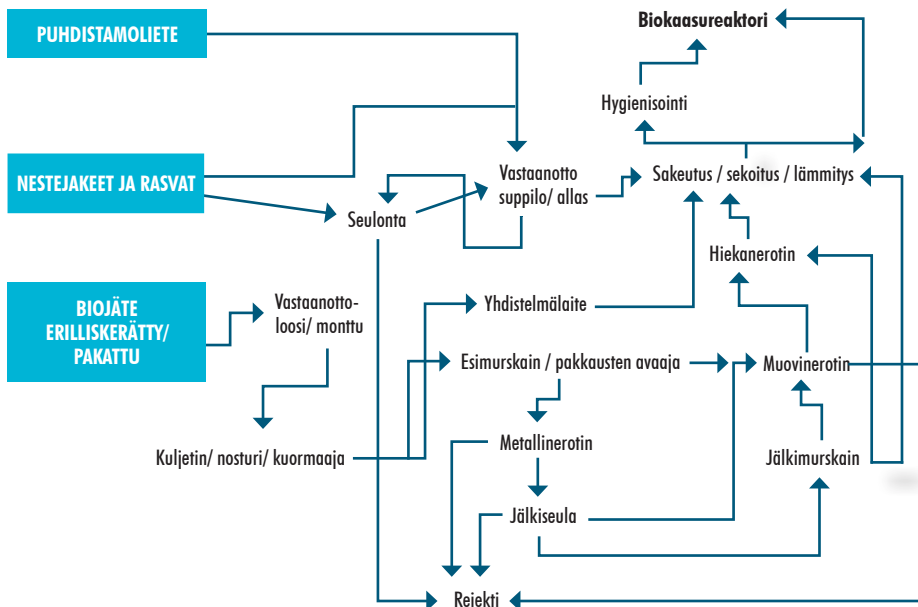 PUHDISTAMOLIETE
Biokaasureaktori
Hygienisointi
NESTEJAKEET JA RASVAT
Vastaanotto
suppilo/ allas
Sakeutus / sekoitus / lämmitys
Seulonta
Hiekanerotin
BIOJÄTE
ERILLISKERÄTTY/
PAKATTU
Vastaanotto-
loosi/ monttu
Yhdistelmälaite
Esimurskain / pakkausten avaaja
Muovinerotin
Kuljetin/ nosturi/ kuormaaja
Metallinerotin
Jälkimurskain
Jälkiseula
Reiekti